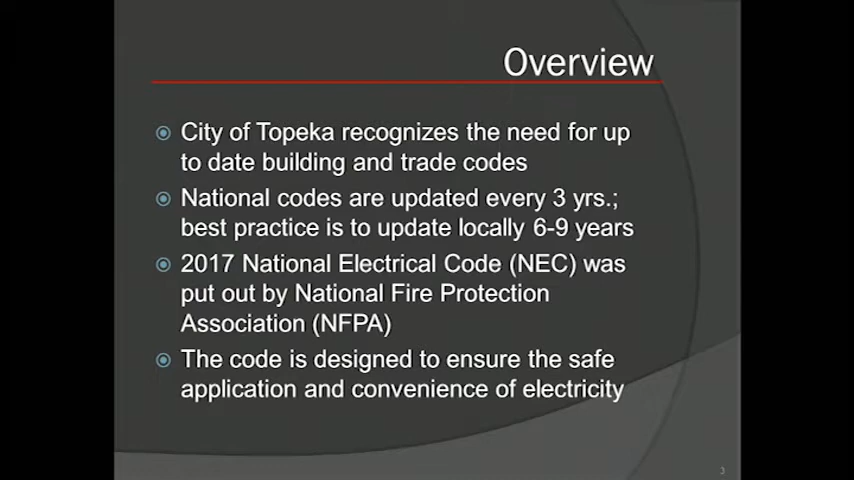 Overview
City of Topeka recognizes the need for up
to date building and trade codes
National codes are updated every 3 yrs.;
best practice is to update locally 6-9 years
2017 National Electrical Code (NEC) was
put out by National Fire Protection
Association (NFPA)
The code is designed to ensure the safe
application and convenience of electricity
3